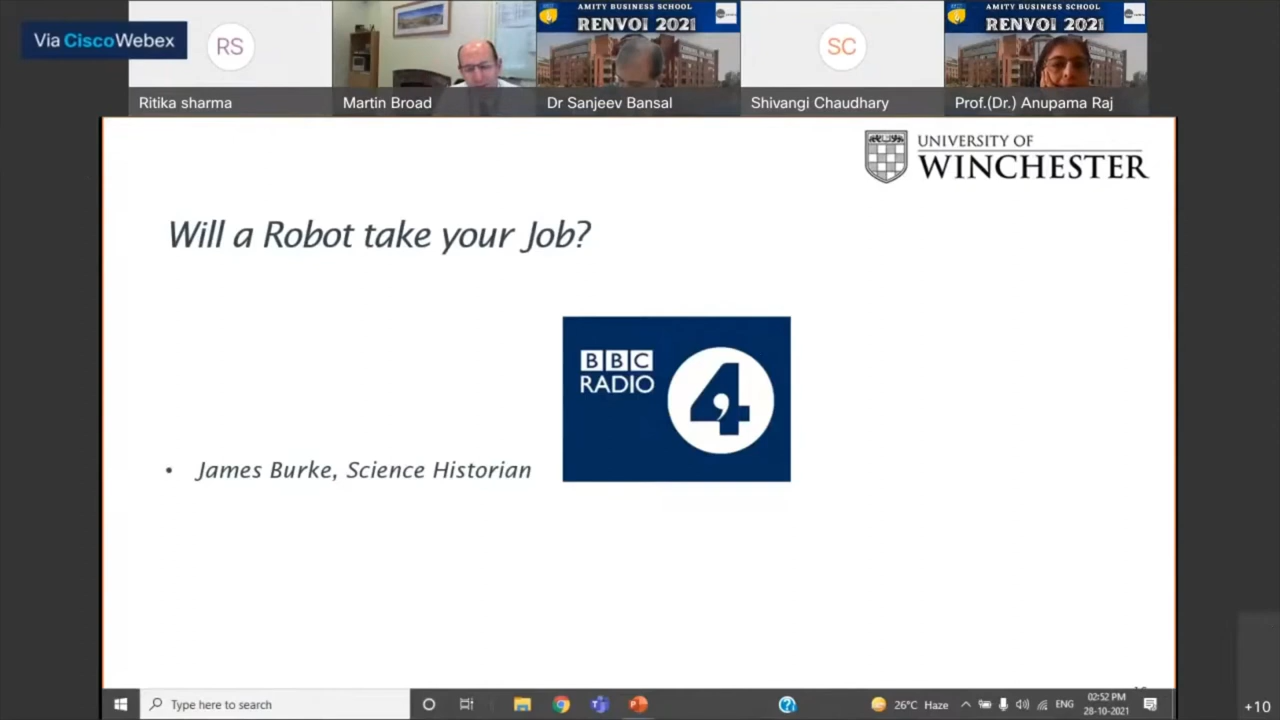 Via CiscoWebex
RS
AMITY BUSINESS SCHOOL
RENVOI 2021
SC
AMITY BUSINESS SCHOOL
RENVOI 2021
Ritika sharma
Martin Broad
Dr Sanjeev Bansal
Shivangi Chaudhary
Prof.(Dr.) Anupama Raj
UNIVERSITY OF
WINCHESTER
Will a Robot take your Job?
BBC
RADIO
4
• James Burke, Science Historian
Type here to search
26°C Haze
ENG
02:52 PM
28-10-2021
+10